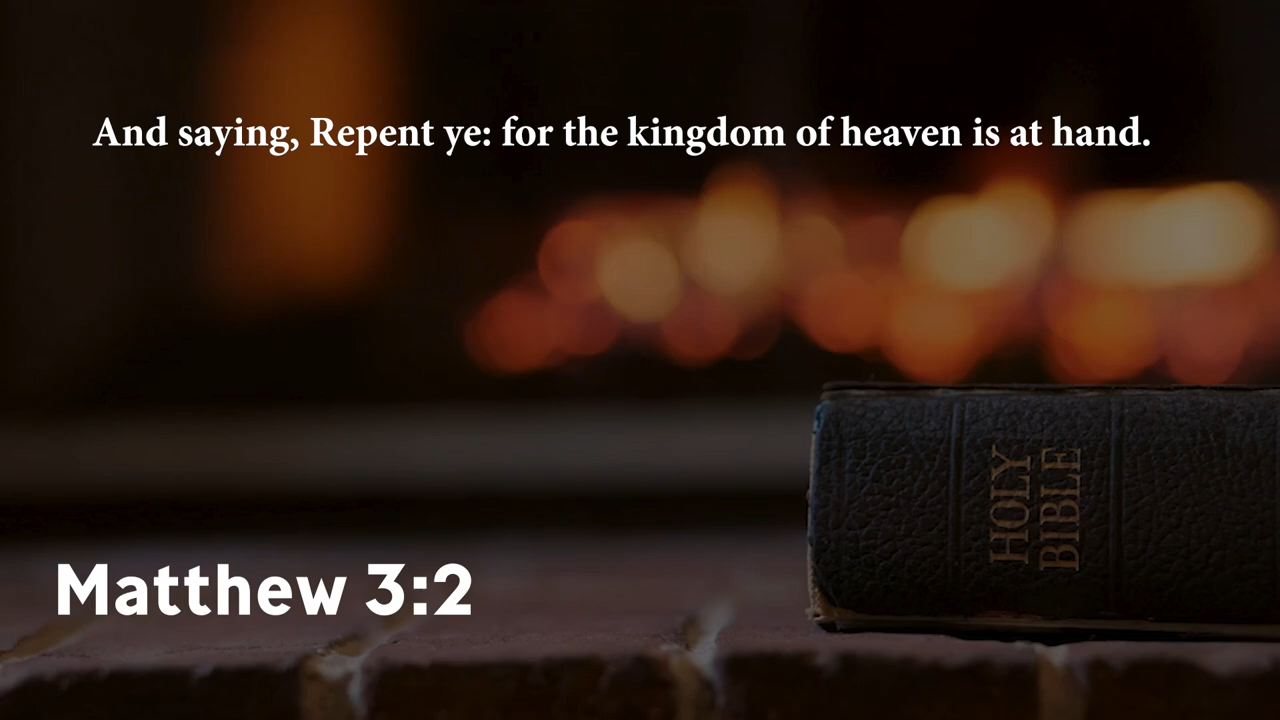 And saying, Repent ye: for the kingdom of heaven is at hand.
HOLY
BIBLE
Matthew 3:2